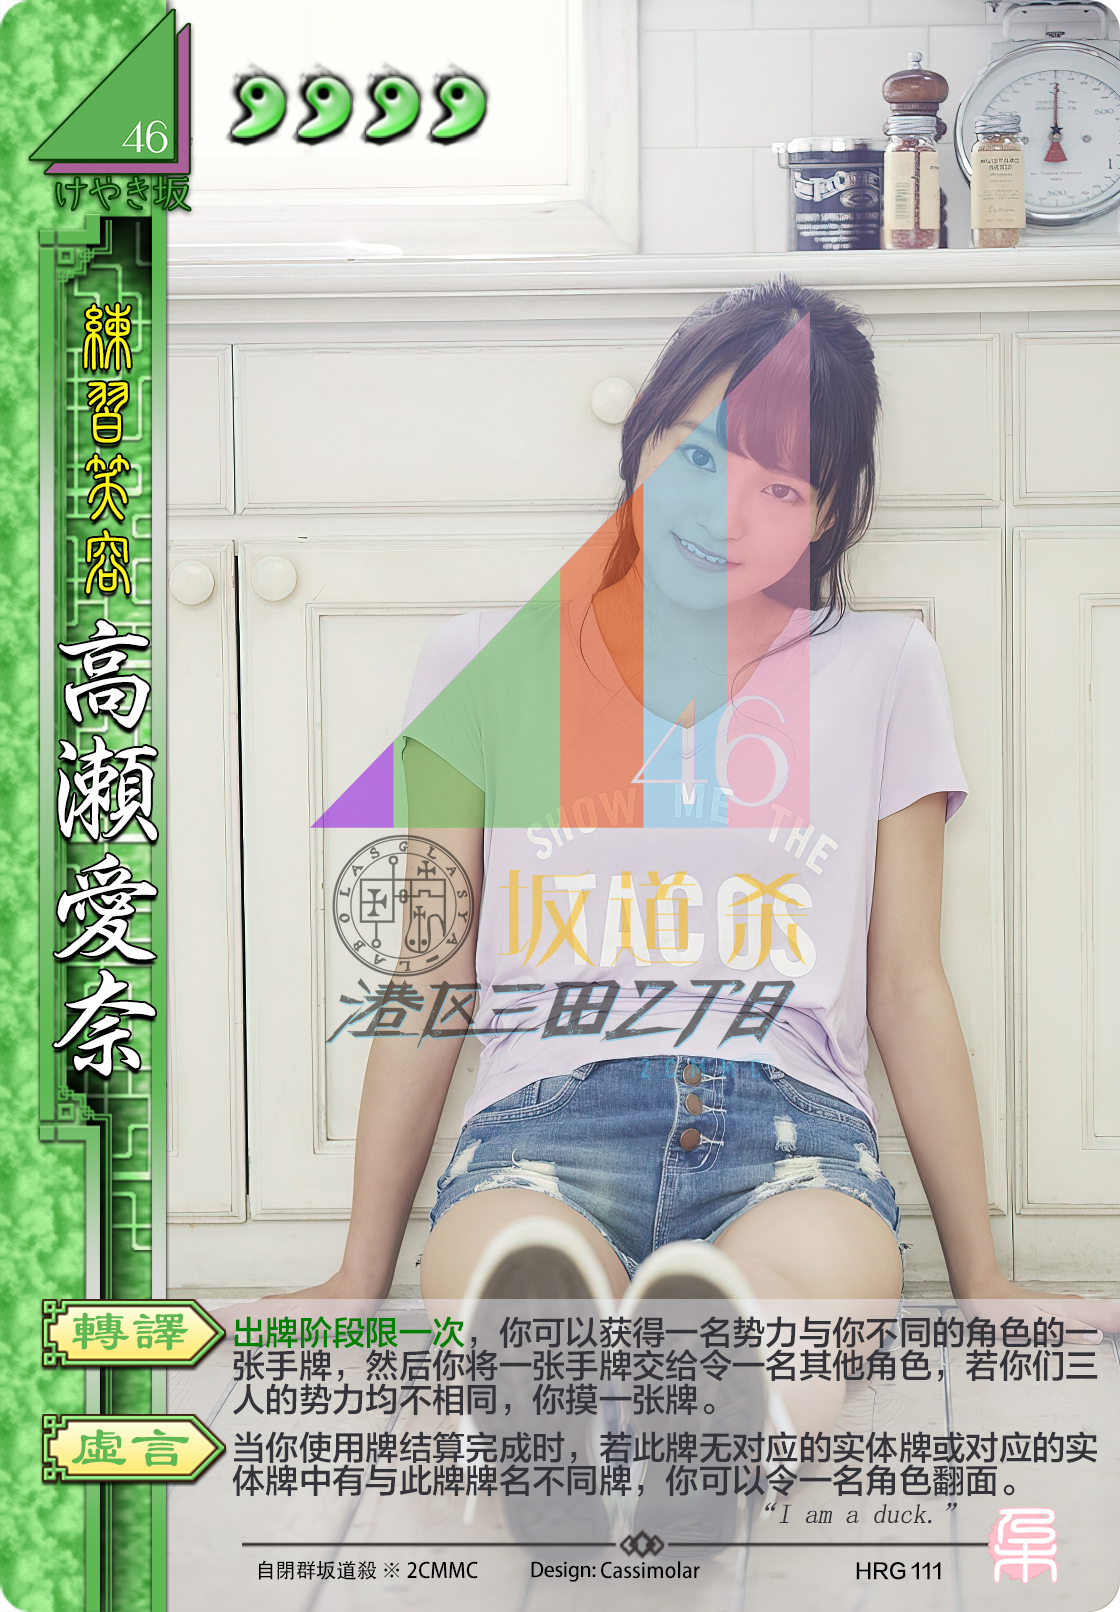 46
けやき坂
練習笑容
高瀬愛奈
46
SHOW ME THE
TACOS
GLASYA-LABOLAS
坂道杀
港区三田2丁目
轉譯
出牌阶段限一次，你可以获得一名势力与你不同的角色的一
张手牌，然后你将一张手牌交给令一名其他角色，若你们三
人的势力均不相同，你摸一张牌。
虛言
当你使用牌结算完成时，若此牌无对应的实体牌或对应的实
体牌中有与此牌牌名不同牌，你可以令一名角色翻面。
“I am a duck.”
自閉群坂道殺 ※ 2CMMC
Design: Cassimolar
HRG 111